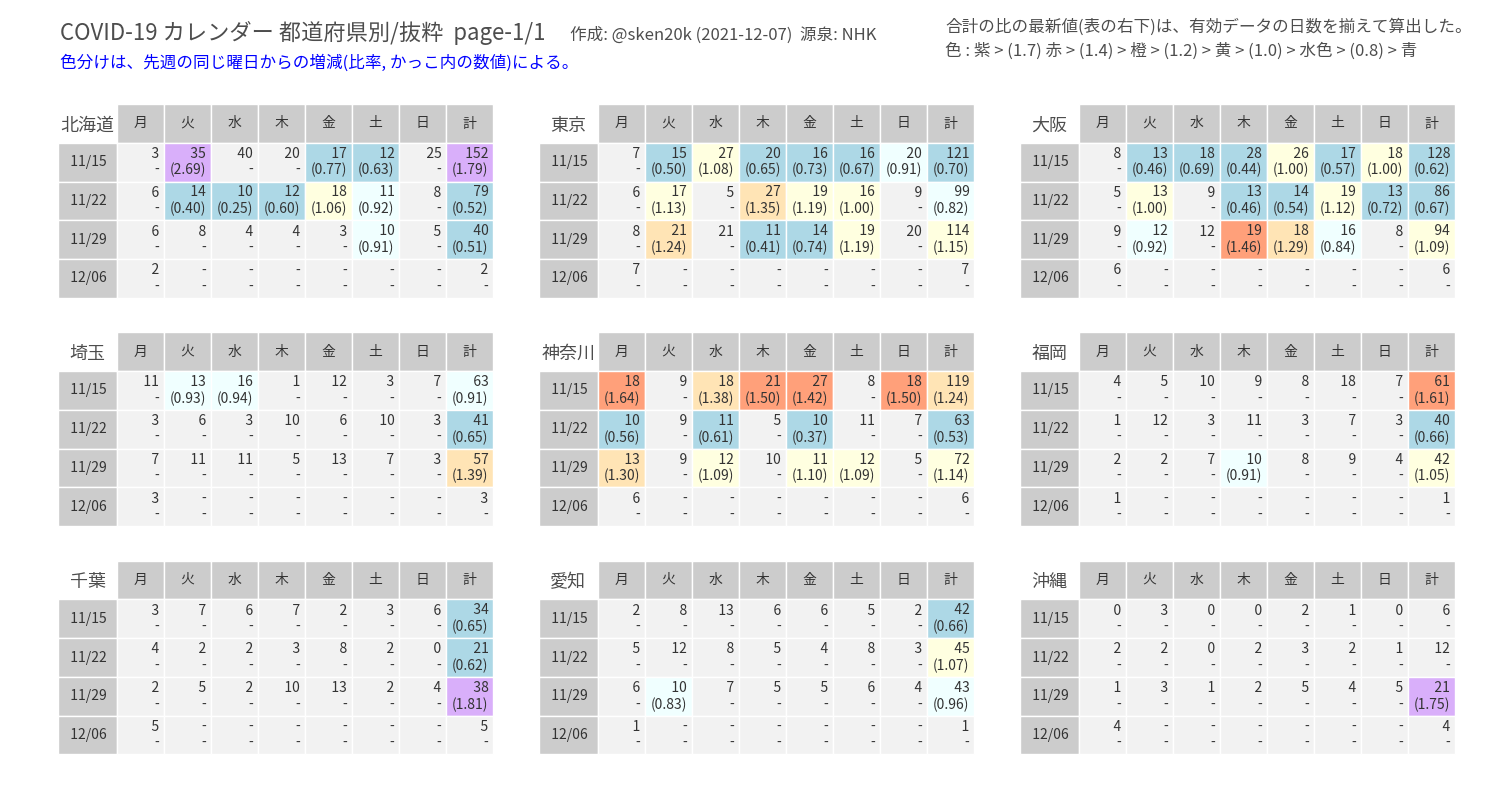 COVID-19 カレンダー 都道府県別/抜粋 page-1/1 作成: @sken20k (2021-12-07) 源泉: NHK
色分けは、先週の同じ曜日からの増減(比率, かっこ内の数値)による。
合計の比の最新値(表の右下)は、有効データの日数を揃えて算出した。
色 : 紫 > (1.7) 赤 > (1.4) > 橙 > (1.2) > 黄 > (1.0) > 水色 > (0.8) > 青
北海道 月 火 水 木 金 土 日 計
11/15 3 35 40 20 17 12 25 152
- (2.69) - - (0.77) (0.63) - (1.79)
11/22 6 14 10 12 18 11 8 79
- (0.40) (0.25) (0.60) (1.06) (0.92) - (0.52)
11/29 6 8 4 4 3 10 5 40
- - - - - (0.91) - (0.51)
12/06 2 - - - - - - 2
- - - - - - - -
東京 月 火 水 木 金 土 日 計
11/15 7 15 27 20 16 16 20 121
- (0.50) (1.08) (0.65) (0.73) (0.67) (0.91) (0.70)
11/22 6 17 5 27 19 16 9 99
- (1.13) - (1.35) (1.19) (1.00) - (0.82)
11/29 8 21 21 11 14 19 20 114
- (1.24) - (0.41) (0.74) (1.19) - (1.15)
12/06 7 - - - - - - 7
- - - - - - - -
大阪 月 火 水 木 金 土 日 計
11/15 8 13 18 28 26 17 18 128
- (0.46) (0.69) (0.44) (1.00) (0.57) (1.00) (0.62)
11/22 5 13 9 13 14 19 13 86
- (1.00) - (0.46) (0.54) (1.12) (0.72) (0.67)
11/29 9 12 12 19 18 16 8 94
- (0.92) - (1.46) (1.29) (0.84) - (1.09)
12/06 6 - - - - - - 6
- - - - - - - -
埼玉 月 火 水 木 金 土 日 計
11/15 11 13 16 1 12 3 7 63
- (0.93) (0.94) - - - - (0.91)
11/22 3 6 3 10 6 10 3 41
- - - - - - - (0.65)
11/29 7 11 11 5 13 7 3 57
- - - - - - - (1.39)
12/06 3 - - - - - - 3
- - - - - - - -
神奈川 月 火 水 木 金 土 日 計
11/15 18 9 18 21 27 8 18 119
(1.64) - (1.38) (1.50) (1.42) - (1.50) (1.24)
11/22 10 9 11 5 10 11 7 63
(0.56) - (0.61) - (0.37) - - (0.53)
11/29 13 9 12 10 11 12 5 72
(1.30) - (1.09) - (1.10) (1.09) - (1.14)
12/06 6 - - - - - - 6
- - - - - - - -
福岡 月 火 水 木 金 土 日 計
11/15 4 5 10 9 8 18 7 61
- - - - - - - (1.61)
11/22 1 12 3 11 3 7 3 40
- - - - - - - (0.66)
11/29 2 2 7 10 8 9 4 42
- - - (0.91) - - - (1.05)
12/06 1 - - - - - - 1
- - - - - - - -
千葉 月 火 水 木 金 土 日 計
11/15 3 7 6 7 2 3 6 34
- - - - - - - (0.65)
11/22 4 2 2 3 8 2 0 21
- - - - - - - (0.62)
11/29 2 5 2 10 13 2 4 38
- - - - - - - (1.81)
12/06 5 - - - - - - 5
- - - - - - - -
愛知 月 火 水 木 金 土 日 計
11/15 2 8 13 6 6 5 2 42
- - - - - - - (0.66)
11/22 5 12 8 5 4 8 3 45
- - - - - - - (1.07)
11/29 6 10 7 5 5 6 4 43
- (0.83) - - - - - (0.96)
12/06 1 - - - - - - 1
- - - - - - - -
沖縄 月 火 水 木 金 土 日 計
11/15 0 3 0 0 2 1 0 6
- - - - - - - -
11/22 2 2 0 2 3 2 1 12
- - - - - - - -
11/29 1 3 1 2 5 4 5 21
- - - - - - - (1.75)
12/06 4 - - - - - - 4
- - - - - - - -